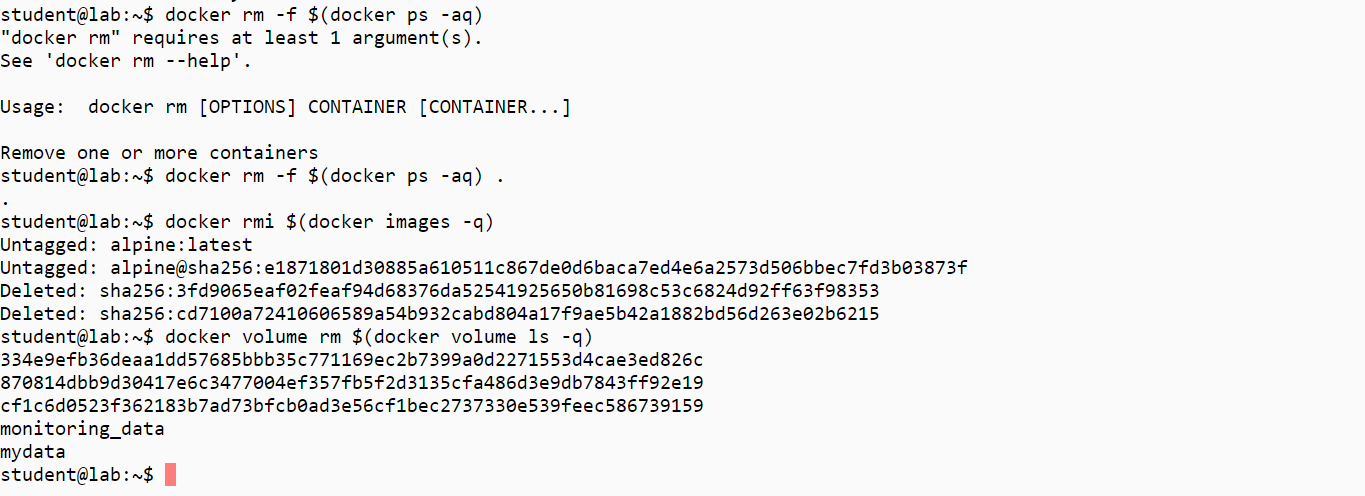 student@lab:~$ docker rm -f $(docker ps -aq)
"docker rm" requires at least 1 argument(s).
See 'docker rm --help'.
Usage:  docker rm [OPTIONS] CONTAINER [CONTAINER...]
Remove one or more containers
student@lab:~$ docker rm -f $(docker ps -aq) .
.
student@lab:~$ docker rmi $(docker images -q)
Untagged: alpine:latest
Untagged: alpine@sha256:e1871801d30885a610511c867de0d6baca7ed4e6a2573d506bbec7fd3b03873f
Deleted: sha256:3fd9065eaf02feaf94d68376da52541925650b81698c53c6824d92ff63f98353
Deleted: sha256:cd7100a72410606589a54b932cabd804a17f9ae5b42a1882bd56d263e02b6215
student@lab:~$ docker volume rm $(docker volume ls -q)
334e9efb36deaa1dd57685bbb35c771169ec2b7399a0d2271553d4cae3ed826c
870814dbb9d30417e6c3477004ef357fb5f2d3135cfa486d3e9db7843ff92e19
cf1c6d0523f362183b7ad73bfcb0ad3e56cf1bec2737330e539feec586739159
monitoring_data
mydata
student@lab:~$